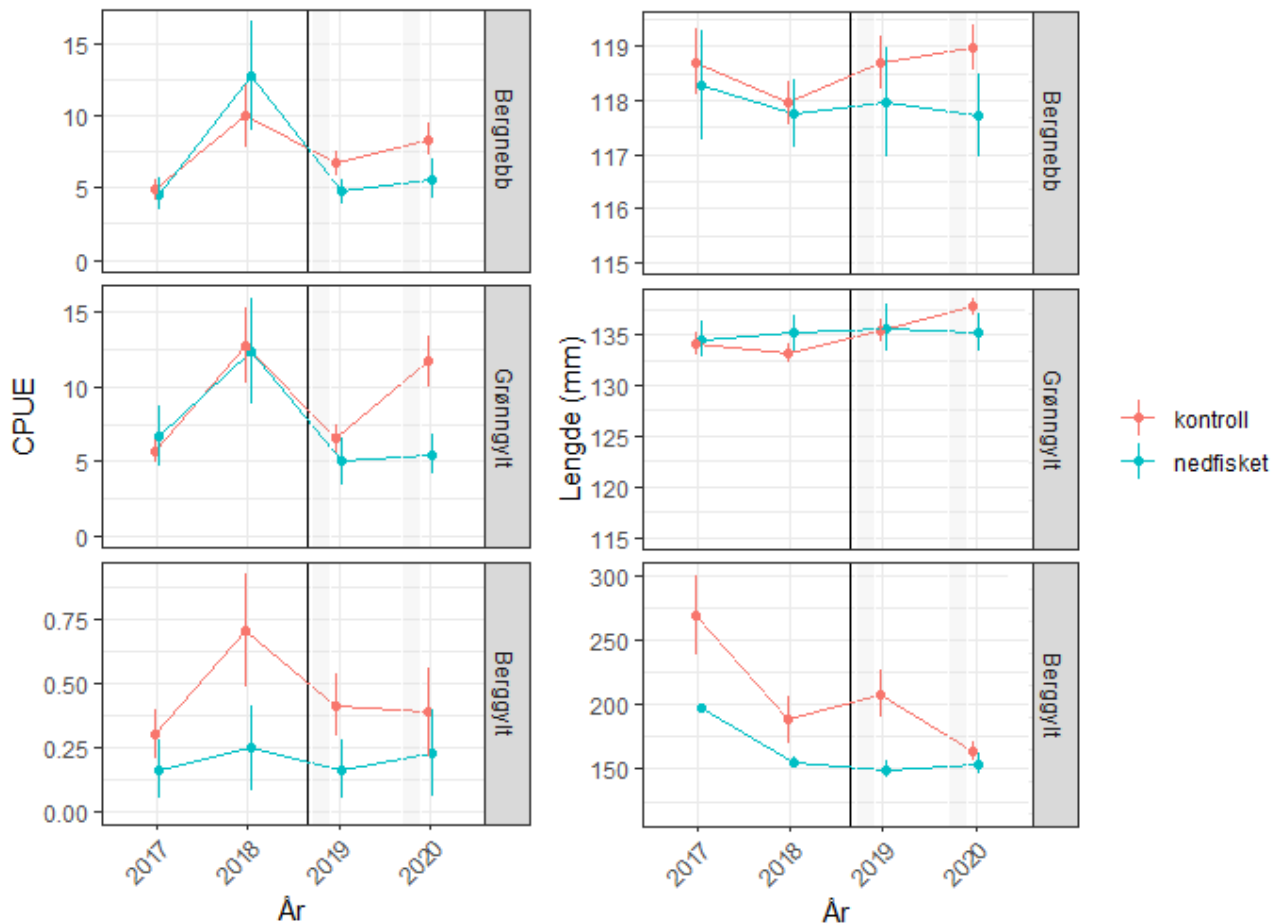 CPUE
15
10
5
0
Bergnebb
15
10
5
0
Grønngylt
0.75
0.50
0.25
0.00
Berggylt
2017
2018
2019
2020
År
Lengde (mm)
119
118
117
116
115
Bergnebb
135
130
125
120
115
Grønngylt
300
250
200
150
Berggylt
2017
2018
2019
2020
År
kontroll
nedfisket